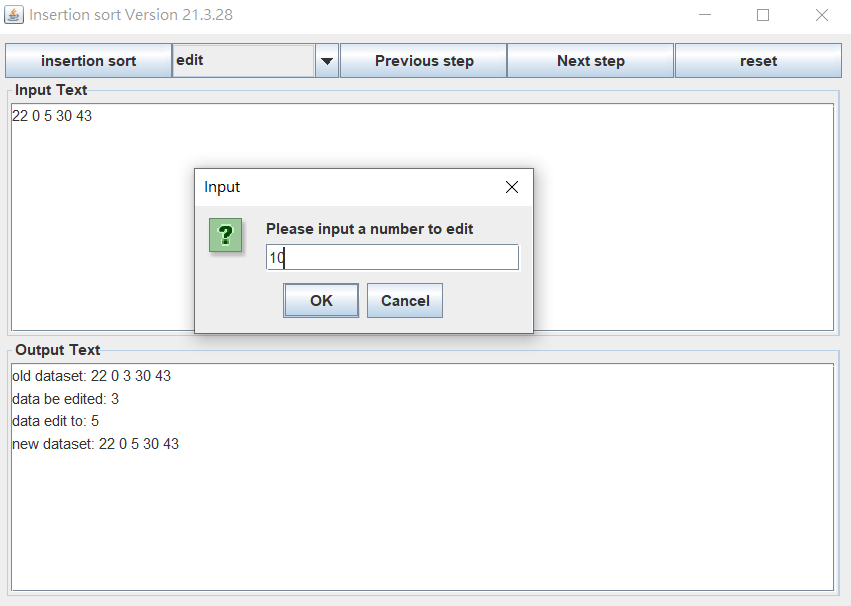 Insertion sort Version 21.3.28
insertion sort edit Previous step Next step reset
Input Text
22 0 5 30 43
Input
?
Please input a number to edit
10
OK Cancel
Output Text
old dataset: 22 0 3 30 43
data be edited: 3
data edit to: 5
new dataset: 22 0 5 30 43